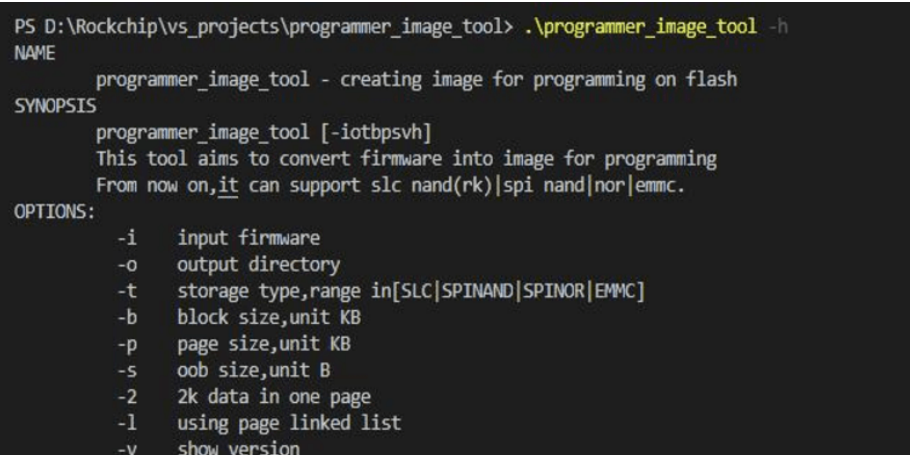 PS D:\Rockchip\vs_projects\programmer_image_tool> .\programmer_image_tool -h
NAME
programmer_image_tool - creating image for programming on flash
SYNOPSIS
programmer_image_tool [-iotbpsvh]
This tool aims to convert firmware into image for programming
From now on,it can support slc nand(rk)|spi nand|nor|emmc.
OPTIONS:
-i input firmware
-o output directory
-t storage type,range in[SLC|SPINAND|SPINOR|EMMC]
-b block size,unit KB
-p page size,unit KB
-s oob size,unit B
-2 2k data in one page
-l using page linked list
-v show version